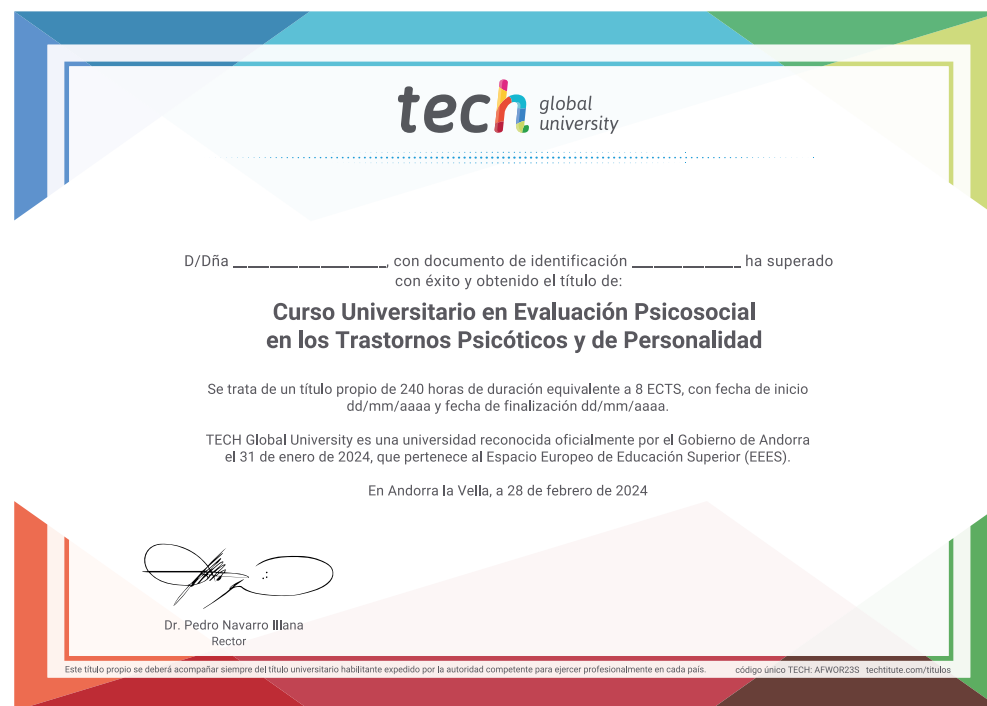 tech global university
D/Dña ______________________, con documento de identificación ________________ ha superado
con éxito y obtenido el título de:
Curso Universitario en Evaluación Psicosocial
en los Trastornos Psicóticos y de Personalidad
Se trata de un título propio de 240 horas de duración equivalente a 8 ECTS, con fecha de inicio
dd/mm/aaaa y fecha de finalización dd/mm/aaaa.
TECH Global University es una universidad reconocida oficialmente por el Gobierno de Andorra
el 31 de enero de 2024, que pertenece al Espacio Europeo de Educación Superior (EEES).
En Andorra la Vella, a 28 de febrero de 2024
Dr. Pedro Navarro Illana
Rector
Este título propio se deberá acompañar siempre del título universitario habilitante expedido por la autoridad competente para ejercer profesionalmente en cada país. código único TECH: AFWOR23S techtitute.com/titulos